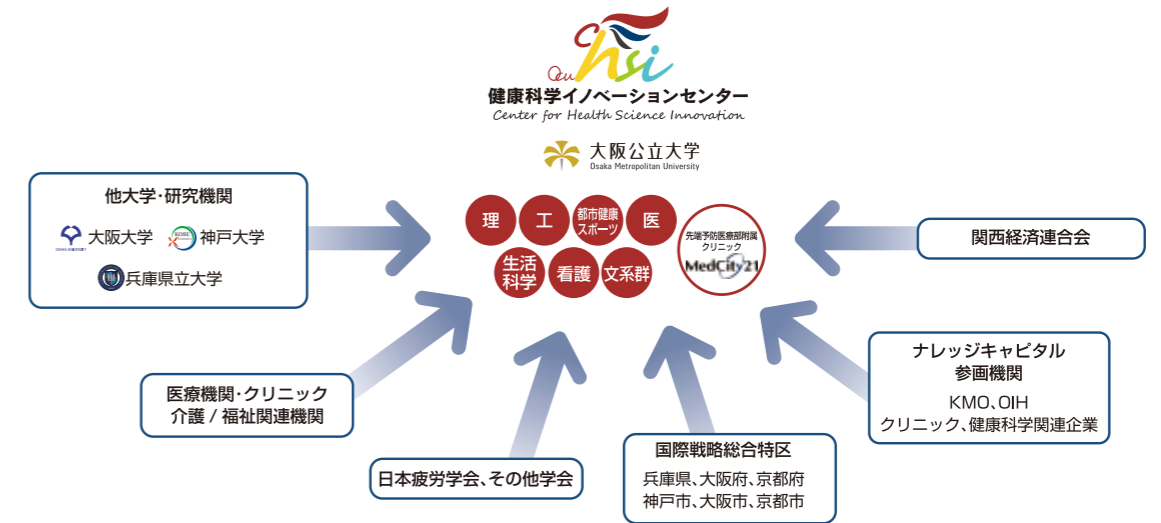 Ocu chsi
健康科学イノベーションセンター
Center for Health Science Innovation
大阪公立大学
Osaka Metropolitan University
他大学・研究機関
大阪大学
神戸大学
兵庫県立大学
理
工
都市健康
スポーツ
医
生活
科学
看護
文系群
先端予防医療部附属
クリニック
MedCity21
関西経済連合会
医療機関・クリニック
介護 / 福祉関連機関
日本疲労学会、その他学会
国際戦略総合特区
兵庫県、大阪府、京都府
神戸市、大阪市、京都市
ナレッジキャピタル
参画機関
KMO、OIH
クリニック、健康科学関連企業